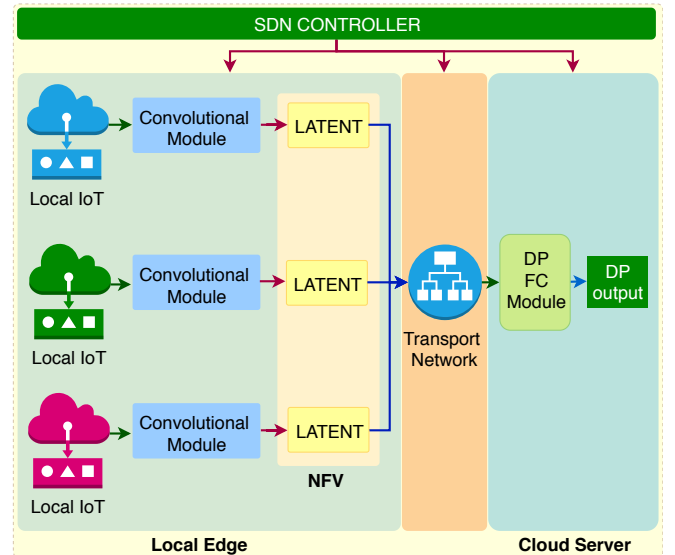 SDN CONTROLLER
Convolutional
Module
LATENT
Local IoT
Convolutional
Module
LATENT
DP
FC
Module
DP
output
Local IoT
Transport
Network
Convolutional
Module
LATENT
Local IoT
NFV
Local Edge
Cloud Server